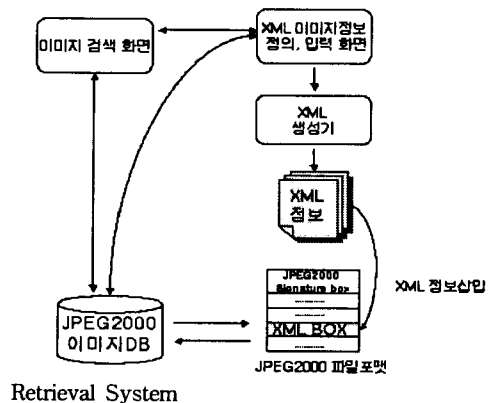 이미지 검색 화면
XML 이미지정보
정의, 입력 화면
XML
생성기
XML
정보
XML 정보삽입
JPEG2000
Signature box
XML BOX
JPEG2000 파일포맷
JPEG2000
이미지DB
Retrieval System